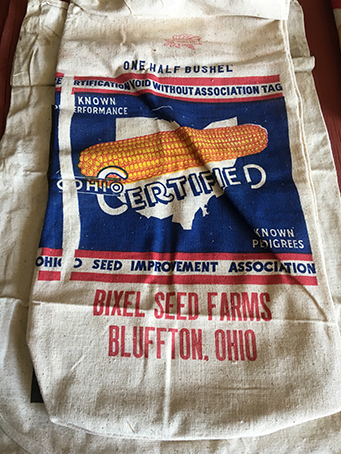 ONE HALF BUSHEL
CERTIFICATION VOID WITHOUT ASSOCIATION TAG
KNOWN
PERFORMANCE
OHIO
CERTIFIED
KNOWN
PEDIGREES
OHIO SEED IMPROVEMENT ASSOCIATION
BIXEL SEED FARMS
BLUFFTON, OHIO